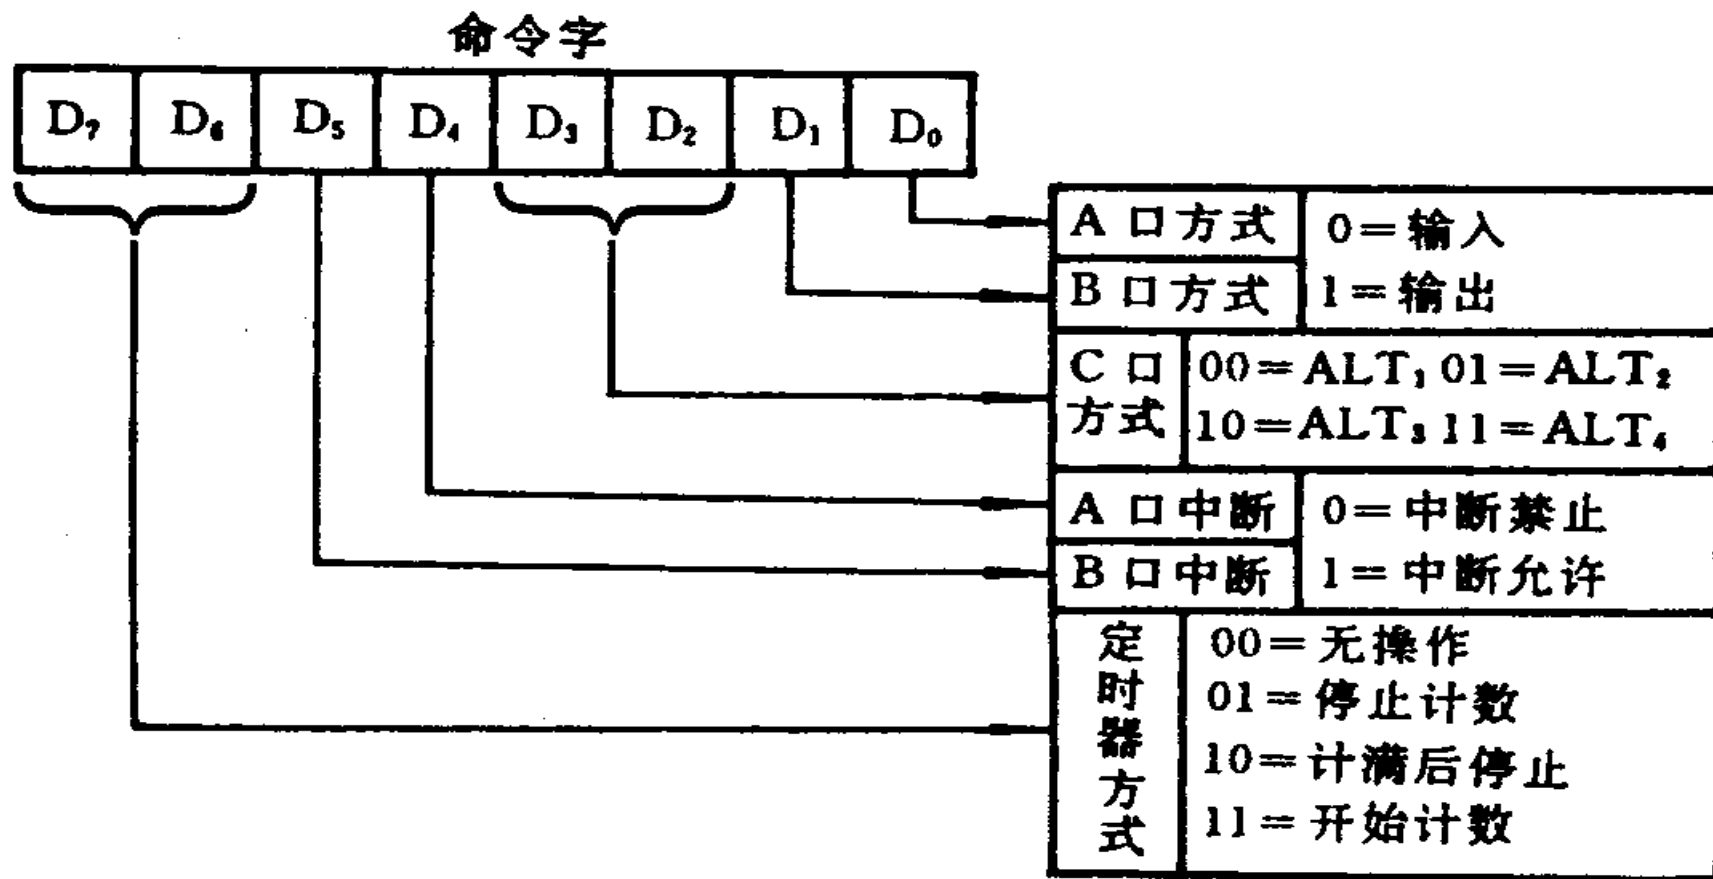 命令字
D₇ D₆ D₅ D₄ D₃ D₂ D₁ D₀
A 口方式 0=输入
B 口方式 1=输出
C 口方式 00=ALT₁ 01=ALT₂
10=ALT₃ 11=ALT₄
A 口中断 0=中断禁止
B 口中断 1=中断允许
定时器方式 00=无操作
01=停止计数
10=计满后停止
11=开始计数